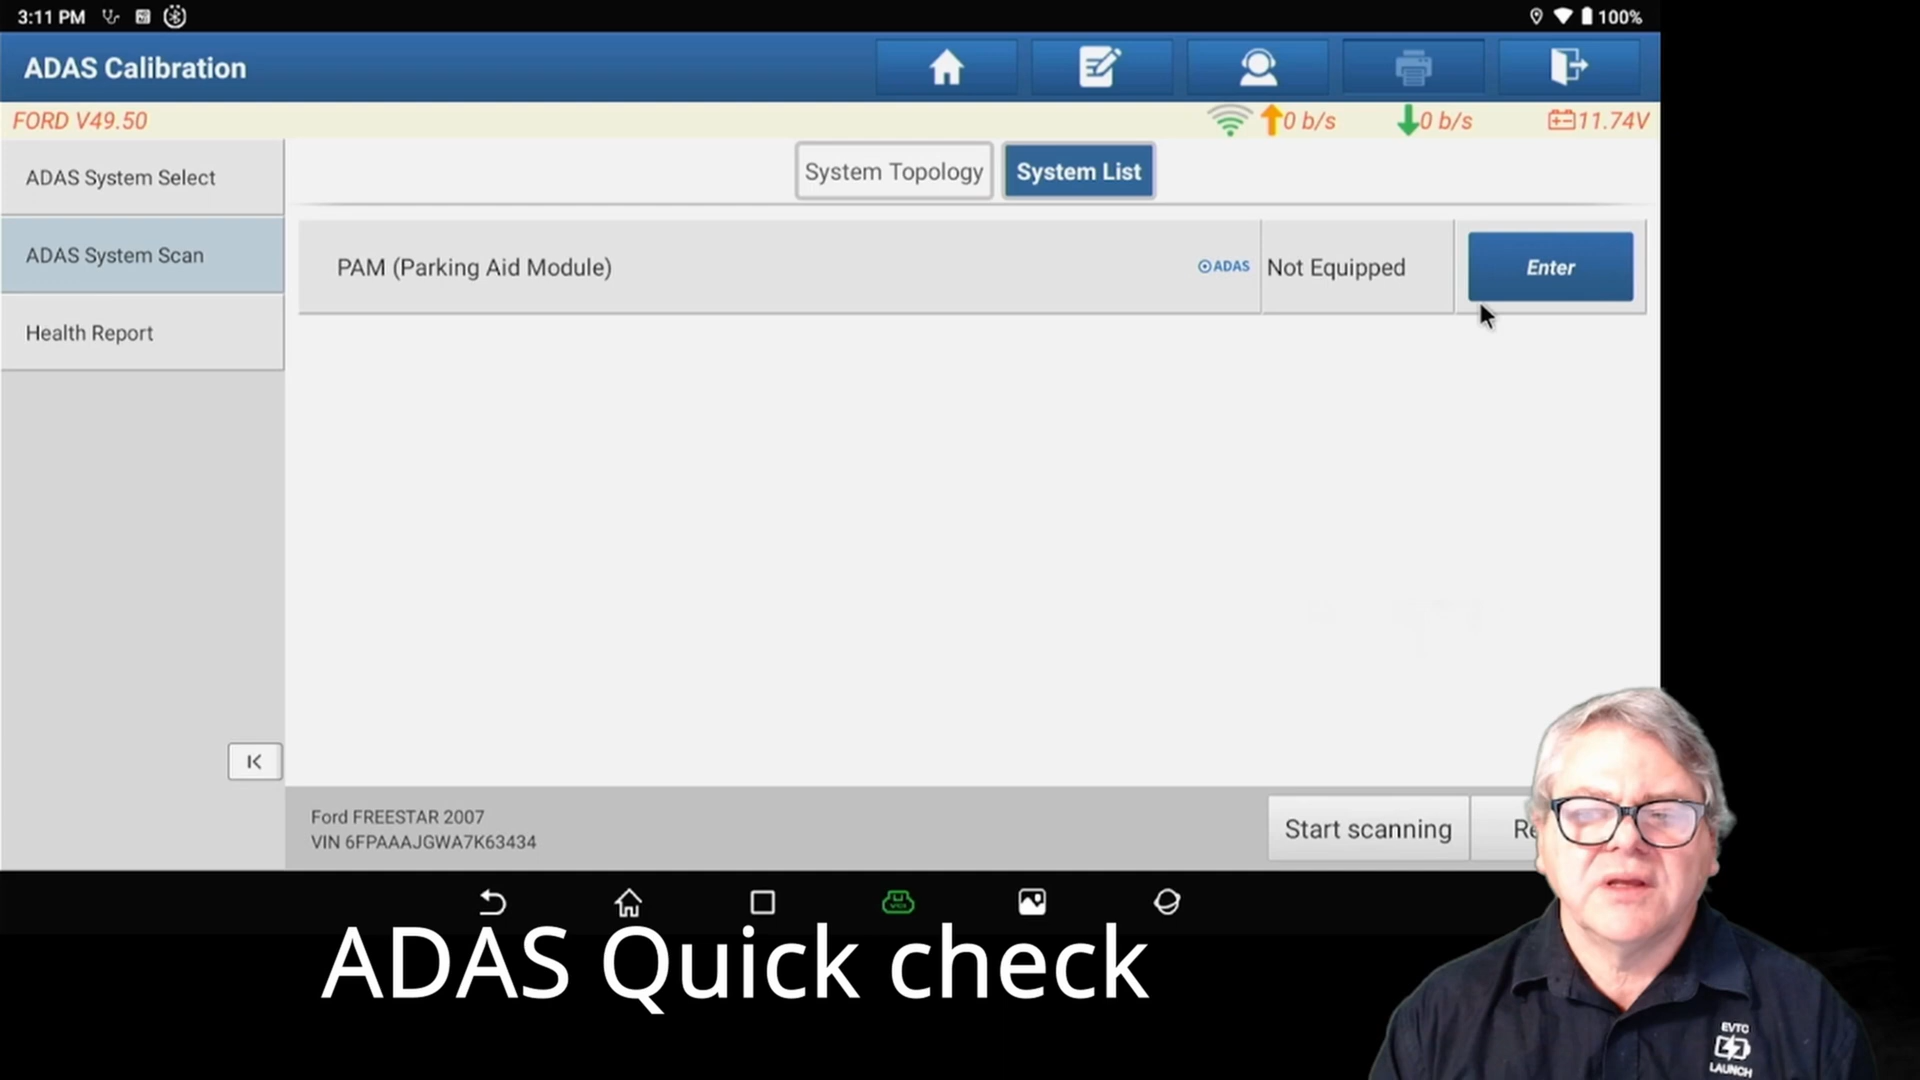 3:11 PM
100%
ADAS Calibration
FORD V49.50
0 b/s
0 b/s
11.74V
ADAS System Select
ADAS System Scan
Health Report
System Topology
System List
PAM (Parking Aid Module)
ADAS
Not Equipped
Enter
Ford FREESTAR 2007
VIN 6FPAAAJGWA7K63434
Start scanning
VCI
ADAS Quick check
EVTC
LAUNCH